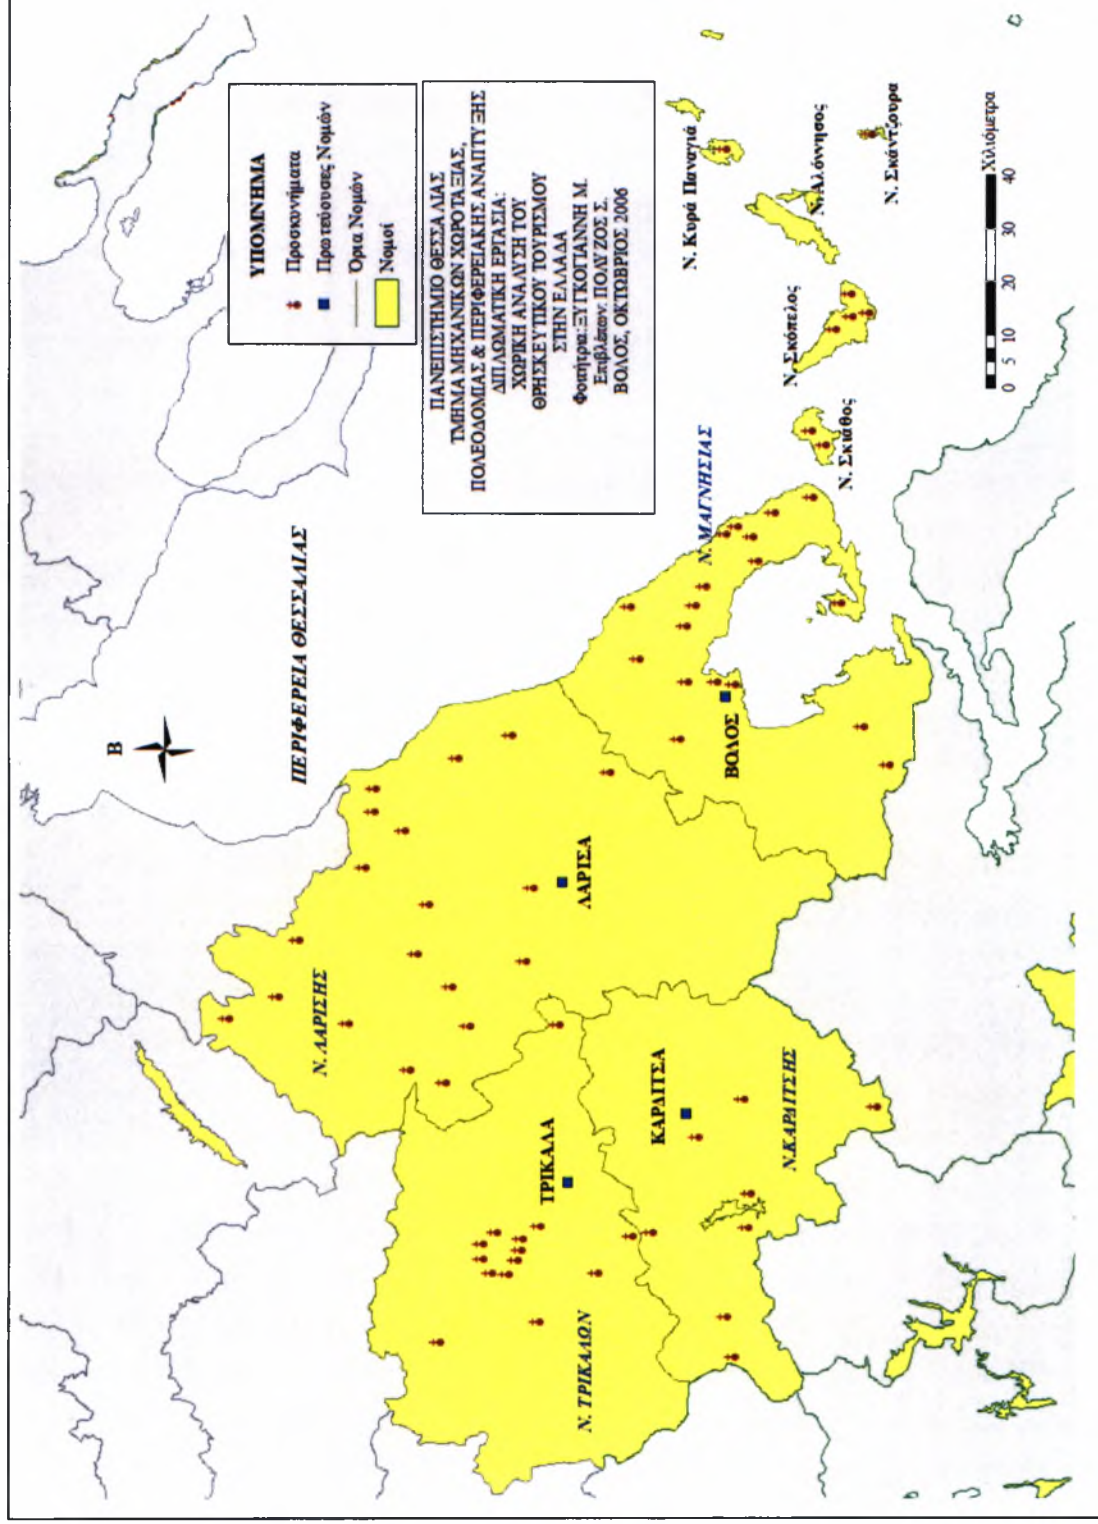 ΠΕΡΙΦΕΡΕΙΑ ΘΕΣΣΑΛΙΑΣ
Β
ΥΠΟΜΝΗΜΑ
Προσκυνήματα
Πρωτεύουσες Νομών
Όρια Νομών
Νομοί
ΠΑΝΕΠΙΣΤΗΜΙΟ ΘΕΣΣΑΛΙΑΣ
ΤΜΗΜΑ ΜΗΧΑΝΙΚΩΝ ΧΩΡΟΤΑΞΙΑΣ,
ΠΟΛΕΟΔΟΜΙΑΣ & ΠΕΡΙΦΕΡΕΙΑΚΗΣ ΑΝΑΠΤΥΞΗΣ
ΔΙΠΛΩΜΑΤΙΚΗ ΕΡΓΑΣΙΑ:
ΧΩΡΙΚΗ ΑΝΑΛΥΣΗ ΤΟΥ
ΘΡΗΣΚΕΥΤΙΚΟΥ ΤΟΥΡΙΣΜΟΥ
ΣΤΗΝ ΕΛΛΑΔΑ
Φοιτήτρια: ΞΥΓΚΟΓΙΑΝΝΗ Μ.
Επιβλέπων: ΠΟΛΥΖΟΣ Σ.
ΒΟΛΟΣ, ΟΚΤΩΒΡΙΟΣ 2006
Ν. ΛΑΡΙΣΗΣ
ΛΑΡΙΣΑ
ΤΡΙΚΑΛΑ
Ν. ΤΡΙΚΑΛΩΝ
ΚΑΡΔΙΤΣΑ
Ν.ΚΑΡΔΙΤΣΗΣ
ΒΟΛΟΣ
Ν. ΜΑΓΝΗΣΙΑΣ
Ν. Σκιάθος
Ν. Σκόπελος
Ν. Κυρά Παναγιά
Ν.Αλόννησος
Ν. Σκάντζουρα
0 5 10 20 30 40
Χιλιόμετρα